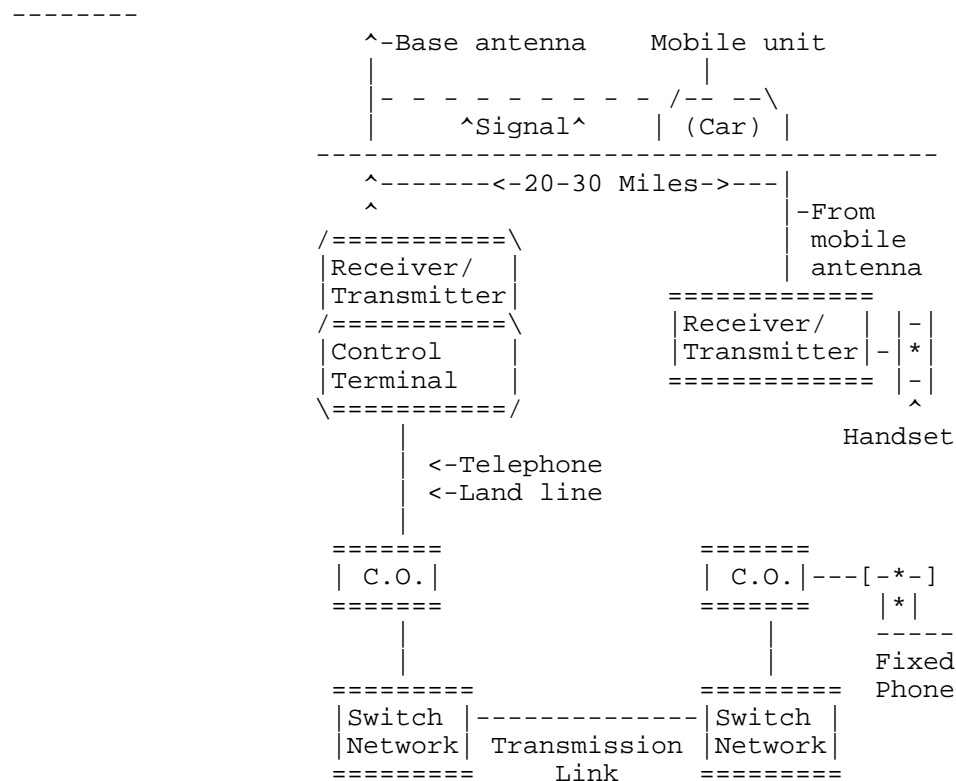 --------
^-Base antenna    Mobile unit
|                      |
|- - - - - - - - - /-- --\
|     ^Signal^    | (Car) |
---------------------------------------
^-------<-20-30 Miles->---|
^                         |-From
/===========\             | mobile
|Receiver/  |             | antenna
|Transmitter|        =============
/===========\        |Receiver/  | |-|
|Control    |        |Transmitter|-|*|
|Terminal   |        ============= |-|
\===========/                       ^
|                           Handset
| <-Telephone
| <-Land line
|
=======                =======
| C.O.|                | C.O.|---[-*-]
=======                =======    |*|
|                       |      -----
|                       |      Fixed
=========              =========  Phone
|Switch |--------------|Switch |
|Network| Transmission |Network|
=========     Link     =========